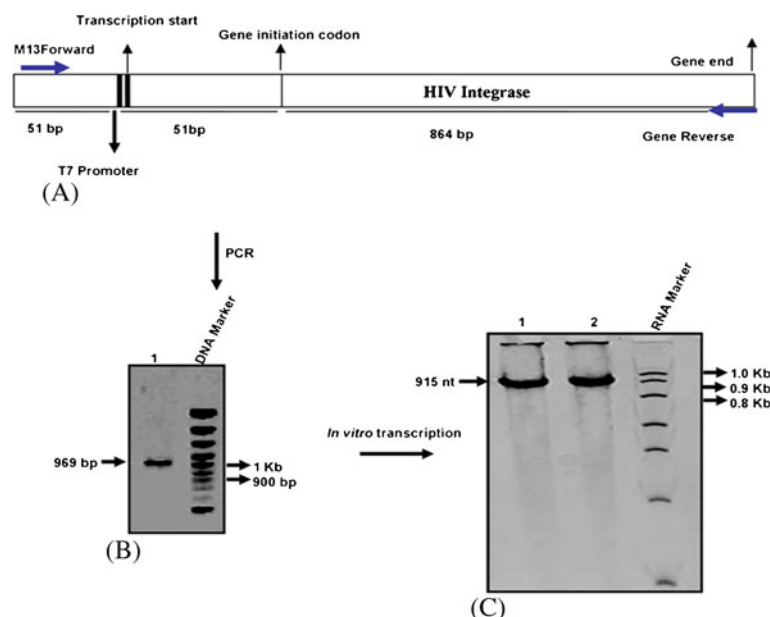 Transcription start
M13Forward
Gene initiation codon
Gene end
HIV Integrase
51 bp
51bp
864 bp
Gene Reverse
T7 Promoter
(A)
PCR
1
DNA Marker
969 bp
1 Kb
900 bp
(B)
In vitro transcription
1
2
RNA Marker
915 nt
1.0 Kb
0.9 Kb
0.8 Kb
(C)